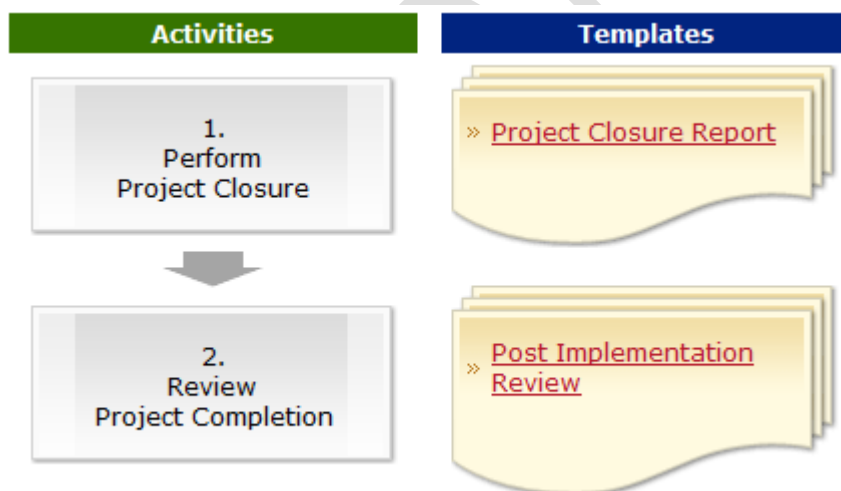 Activities
Templates
1.
Perform
Project Closure
» Project Closure Report
2.
Review
Project Completion
» Post Implementation
Review